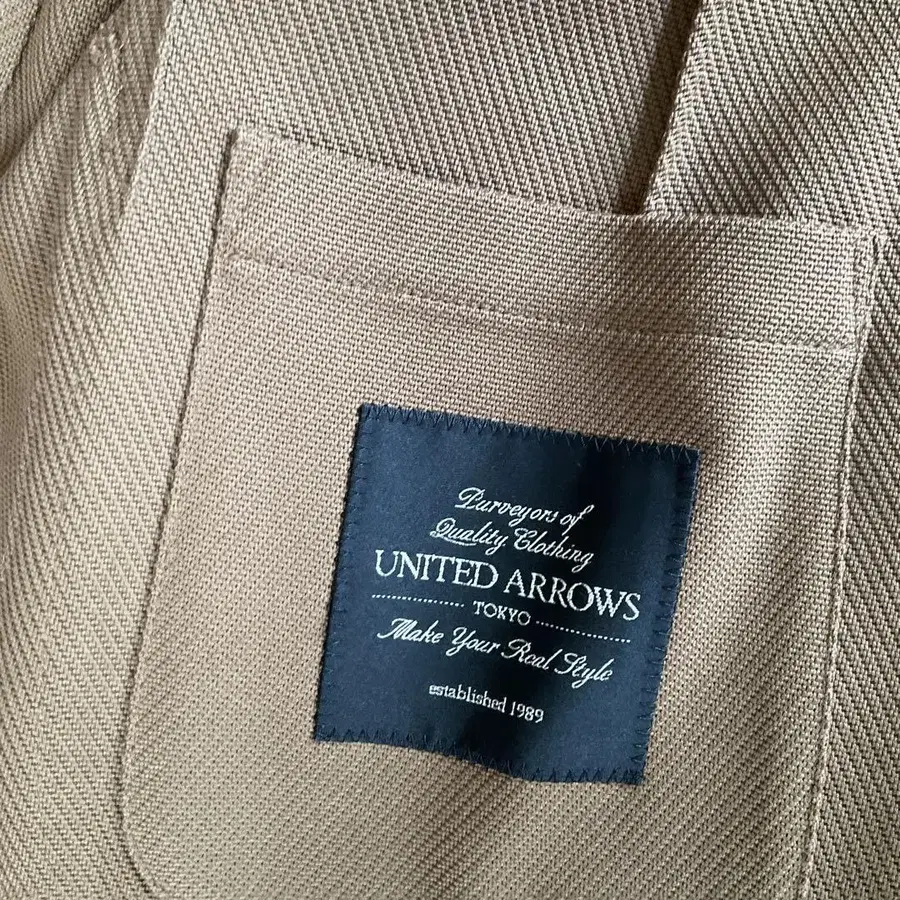 Purveyors of
Quality Clothing
UNITED ARROWS
TOKYO
Make Your Real Style
established 1989